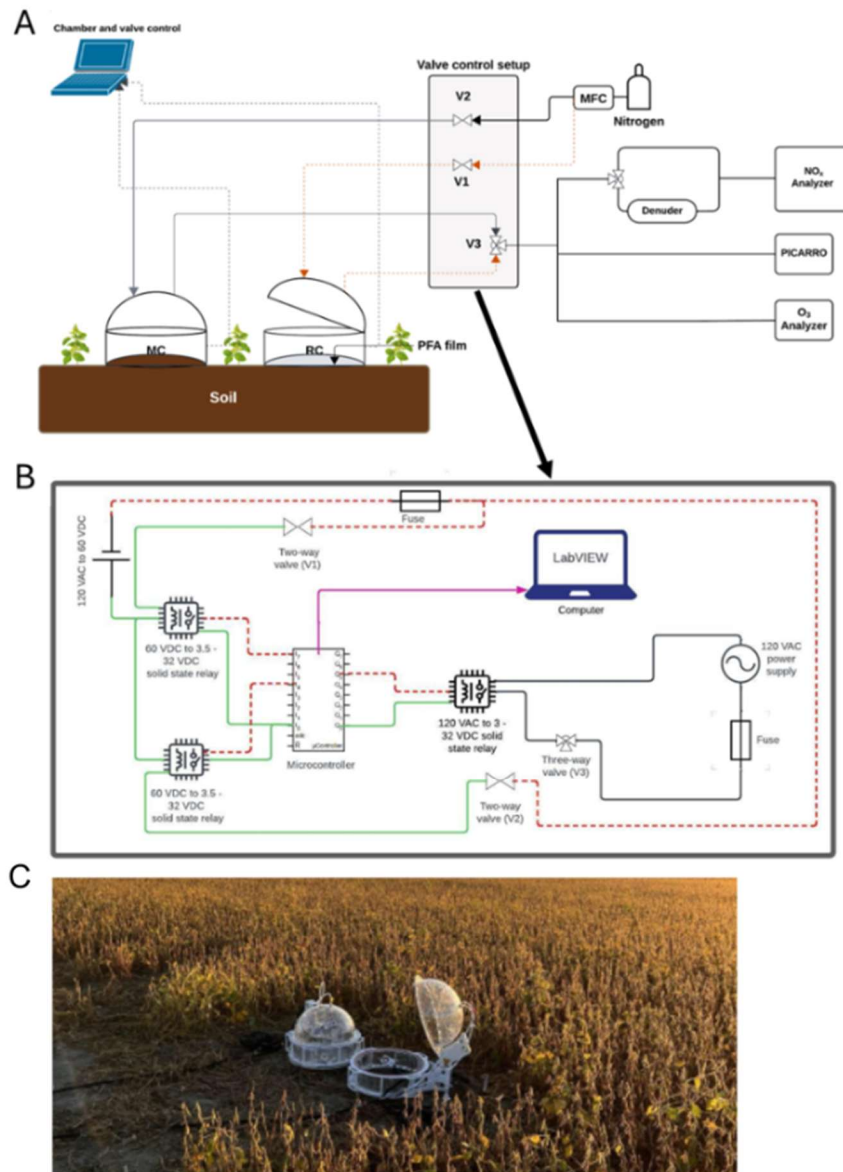 A
Chamber and valve control
Valve control setup
V2
MFC
Nitrogen
V1
NOx
Analyzer
Denuder
V3
PICARRO
O3
Analyzer
MC
RC
PFA film
Soil
B
120 VAC to 60 VDC
Fuse
Two-way
valve (V1)
LabVIEW
Computer
60 VDC to 3.5 -
32 VDC
solid state relay
120 VAC
power
supply
µController
Microcontroller
120 VAC to 3 -
32 VDC solid
state relay
Fuse
Three-way
valve (V3)
60 VDC to 3.5 -
32 VDC
solid state relay
Two-way
valve (V2)
C